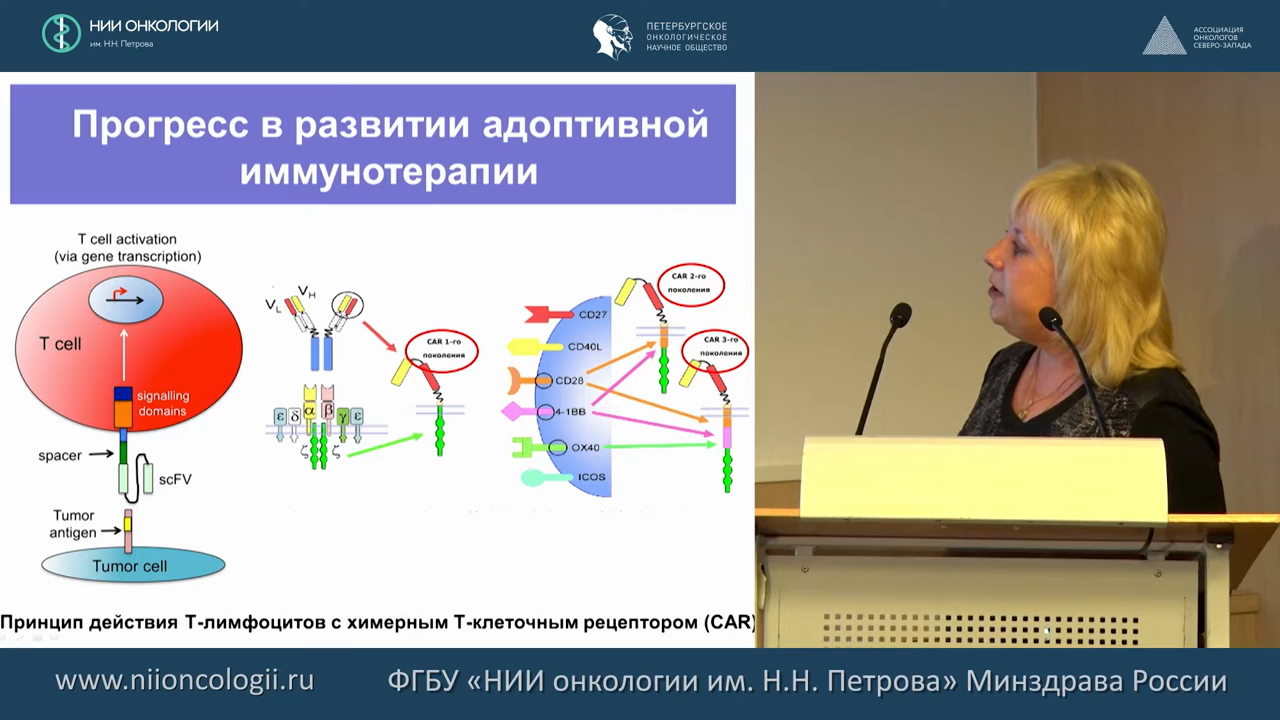 НИИ ОНКОЛОГИИ
им. Н.Н. Петрова
ПЕТЕРБУРГСКОЕ
ОНКОЛОГИЧЕСКОЕ
НАУЧНОЕ ОБЩЕСТВО
АССОЦИАЦИЯ
ОНКОЛОГОВ
СЕВЕРО-ЗАПАДА
Прогресс в развитии адоптивной
иммунотерапии
T cell activation
(via gene transcription)
T cell
signalling
domains
spacer
scFV
Tumor
antigen
Tumor cell
VL
VH
CAR 1-го
поколения
ε
δ
α
β
γ
ε
ζ
ζ
CD27
CD40L
CD28
4-1BB
OX40
ICOS
CAR 2-го
поколения
CAR 3-го
поколения
Принцип действия Т-лимфоцитов с химерным Т-клеточным рецептором (CAR)
www.niioncologii.ru
ФГБУ «НИИ онкологии им. Н.Н. Петрова» Минздрава России